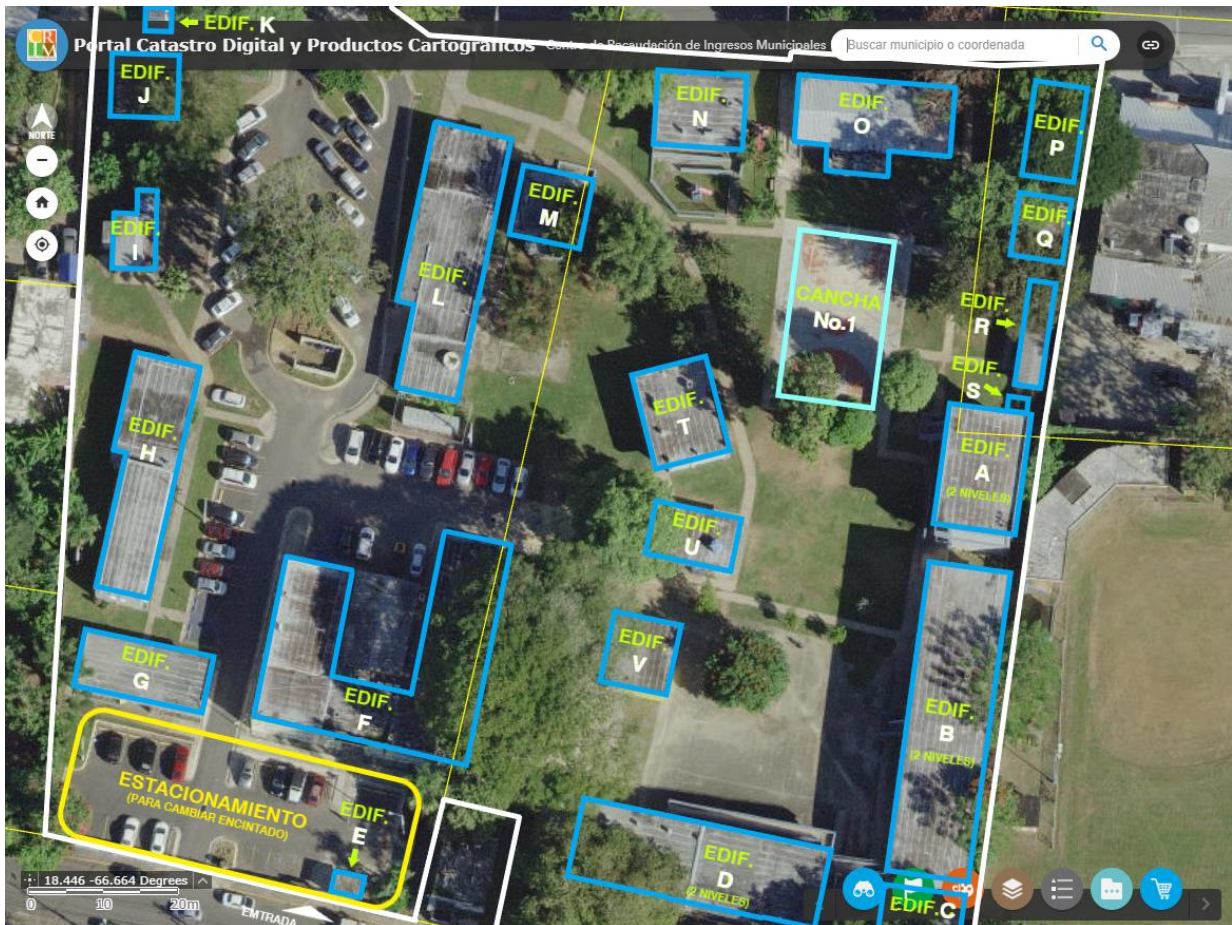 EDIF. K
CRIM
Portal Catastro Digital y Productos Cartográficos
Centro de Recaudación de Ingresos Municipales
Buscar municipio o coordenada
EDIF.
J
EDIF.
N
EDIF.
O
EDIF.
P
NORTE
EDIF.
M
EDIF.
I
EDIF.
Q
EDIF.
L
CANCHA
No.1
EDIF.
R
EDIF.
S
EDIF.
H
EDIF.
T
EDIF.
A
(2 NIVELES)
EDIF.
U
EDIF.
V
EDIF.
G
EDIF.
F
EDIF.
B
(2 NIVELES)
ESTACIONAMIENTO
(PARA CAMBIAR ENCINTADO)
EDIF.
E
EDIF.
D
(2 NIVELES)
18.446 -66.664 Degrees
0 10 20m
EMTRADA
EDIF.C